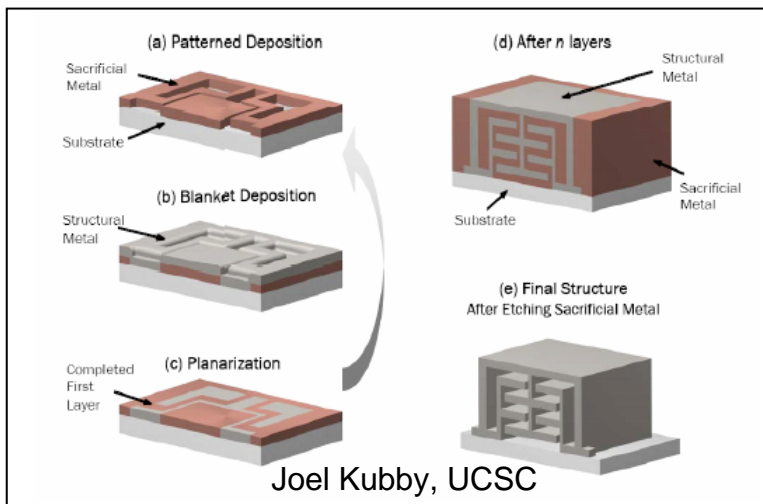 (a) Patterned Deposition
Sacrificial
Metal
Substrate
(b) Blanket Deposition
Structural
Metal
(c) Planarization
Completed
First
Layer
(d) After n layers
Structural
Metal
Sacrificial
Metal
Substrate
(e) Final Structure
After Etching Sacrificial Metal
Joel Kubby, UCSC